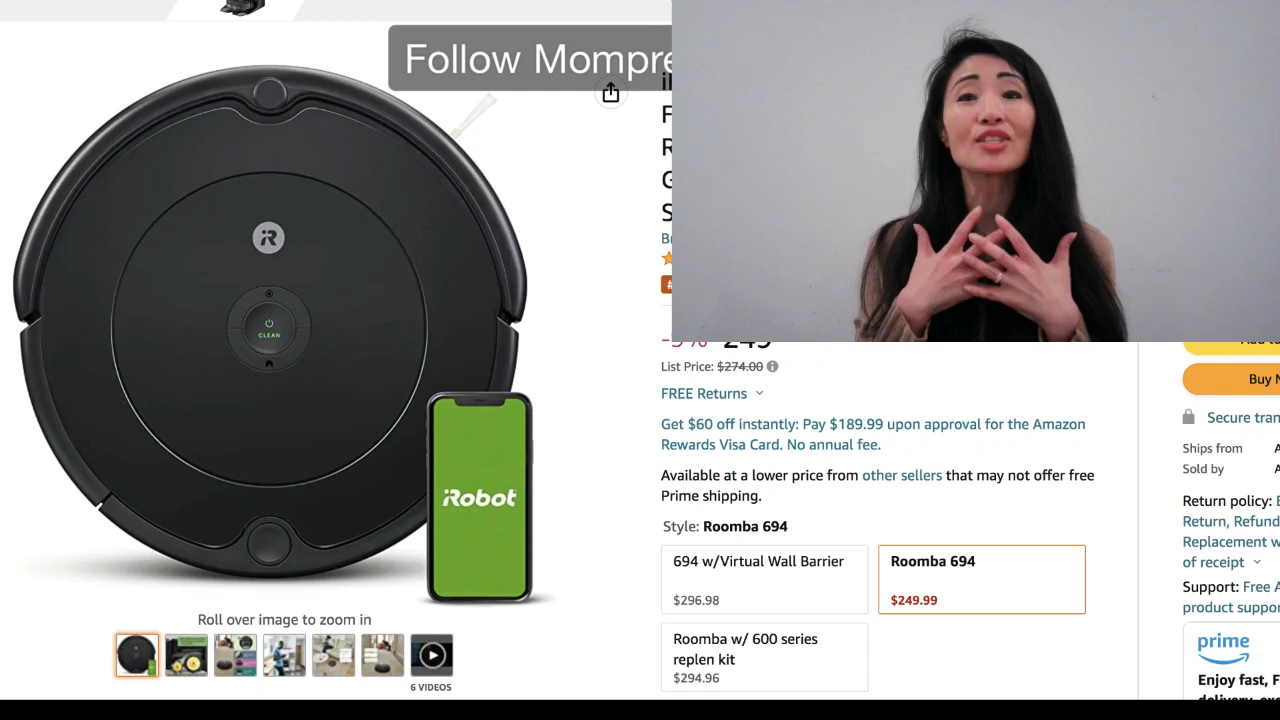 Follow Mompre
R
CLEAN
iRobot
Roll over image to zoom in
6 VIDEOS
List Price: $274.00
FREE Returns
Get $60 off instantly: Pay $189.99 upon approval for the Amazon
Rewards Visa Card. No annual fee.
Available at a lower price from other sellers that may not offer free
Prime shipping.
Style: Roomba 694
694 w/Virtual Wall Barrier
$296.98
Roomba 694
$249.99
Roomba w/ 600 series
replen kit
$294.96
Buy
Secure tran
Ships from
Sold by
Return policy:
Return, Refund
Replacement w
of receipt
Support: Free
product suppor
prime
Enjoy fast,